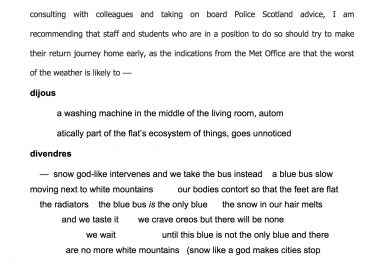 consulting with colleagues and taking on board Police Scotland advice, I am
recommending that staff and students who are in a position to do so should try to make
their return journey home early, as the indications from the Met Office are that the worst
of the weather is likely to —
dijous
a washing machine in the middle of the living room, autom
atically part of the flat's ecosystem of things, goes unnoticed
divendres
— snow god-like intervenes and we take the bus instead a blue bus slow
moving next to white mountains our bodies contort so that the feet are flat
the radiators the blue bus is the only blue the snow in our hair melts
and we taste it we crave oreos but there will be none
we wait until this blue is not the only blue and there
are no more white mountains (snow like a god makes cities stop